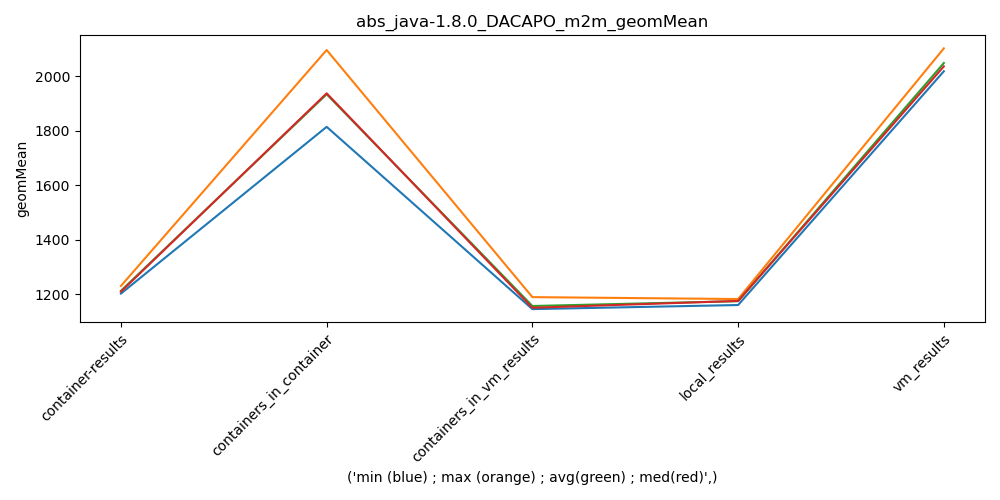 abs_java-1.8.0_DACAPO_m2m_geomMean
geomMean
2000
1800
1600
1400
1200
container-results
containers_in_container
containers_in_vm_results
local_results
vm_results
('min (blue) ; max (orange) ; avg(green) ; med(red)',)